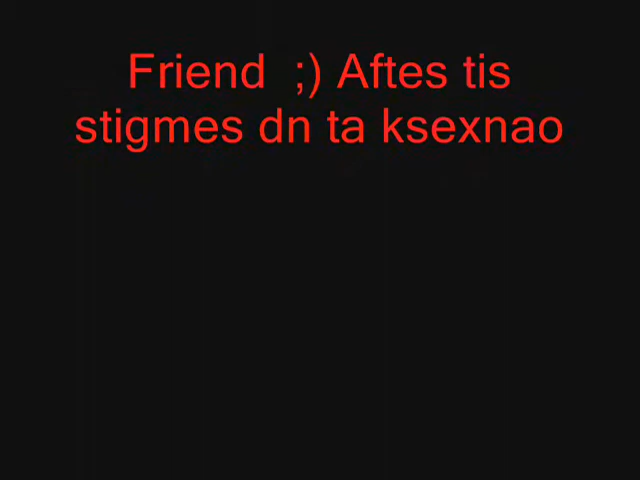 Friend  ;) Aftes tis
stigmes dn ta ksexnao